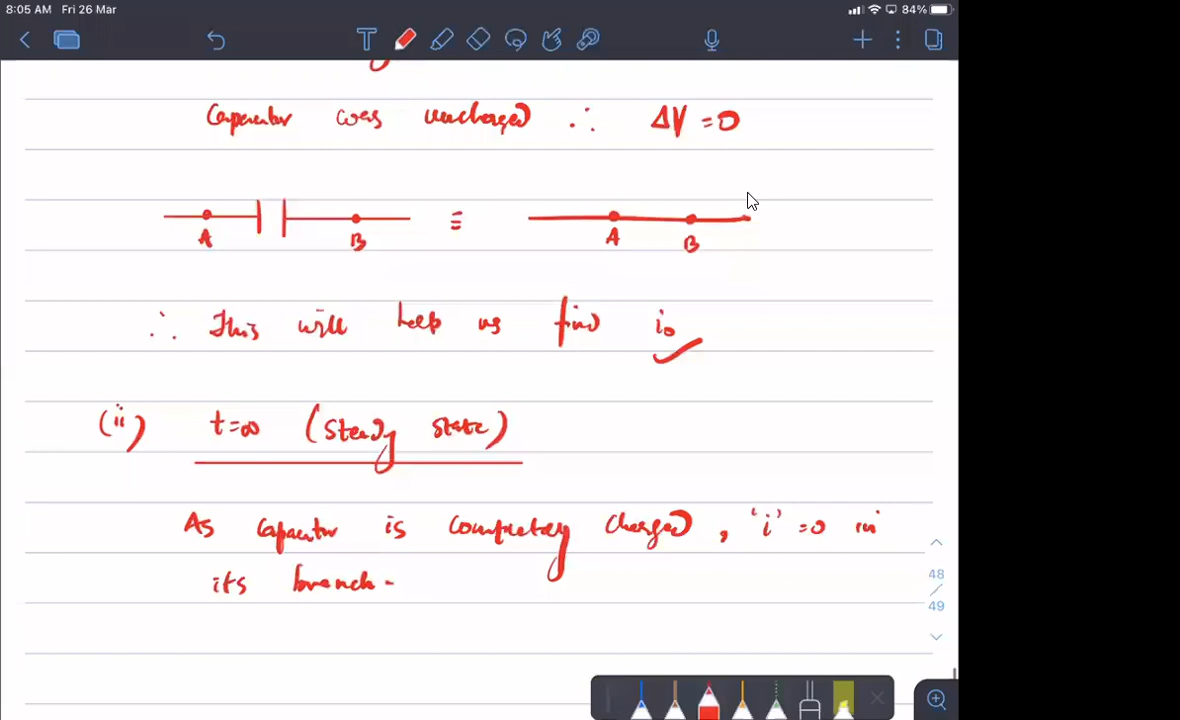 8:05 AM Fri 26 Mar 84%
Capacitor was uncharged ∴ ΔV = 0
A B ≡ A B
∴ This will help us find i₀
(ii) t=∞ (Steady state)
As Capacitor is completely charged, 'i' = 0 in
its branch.
48
49